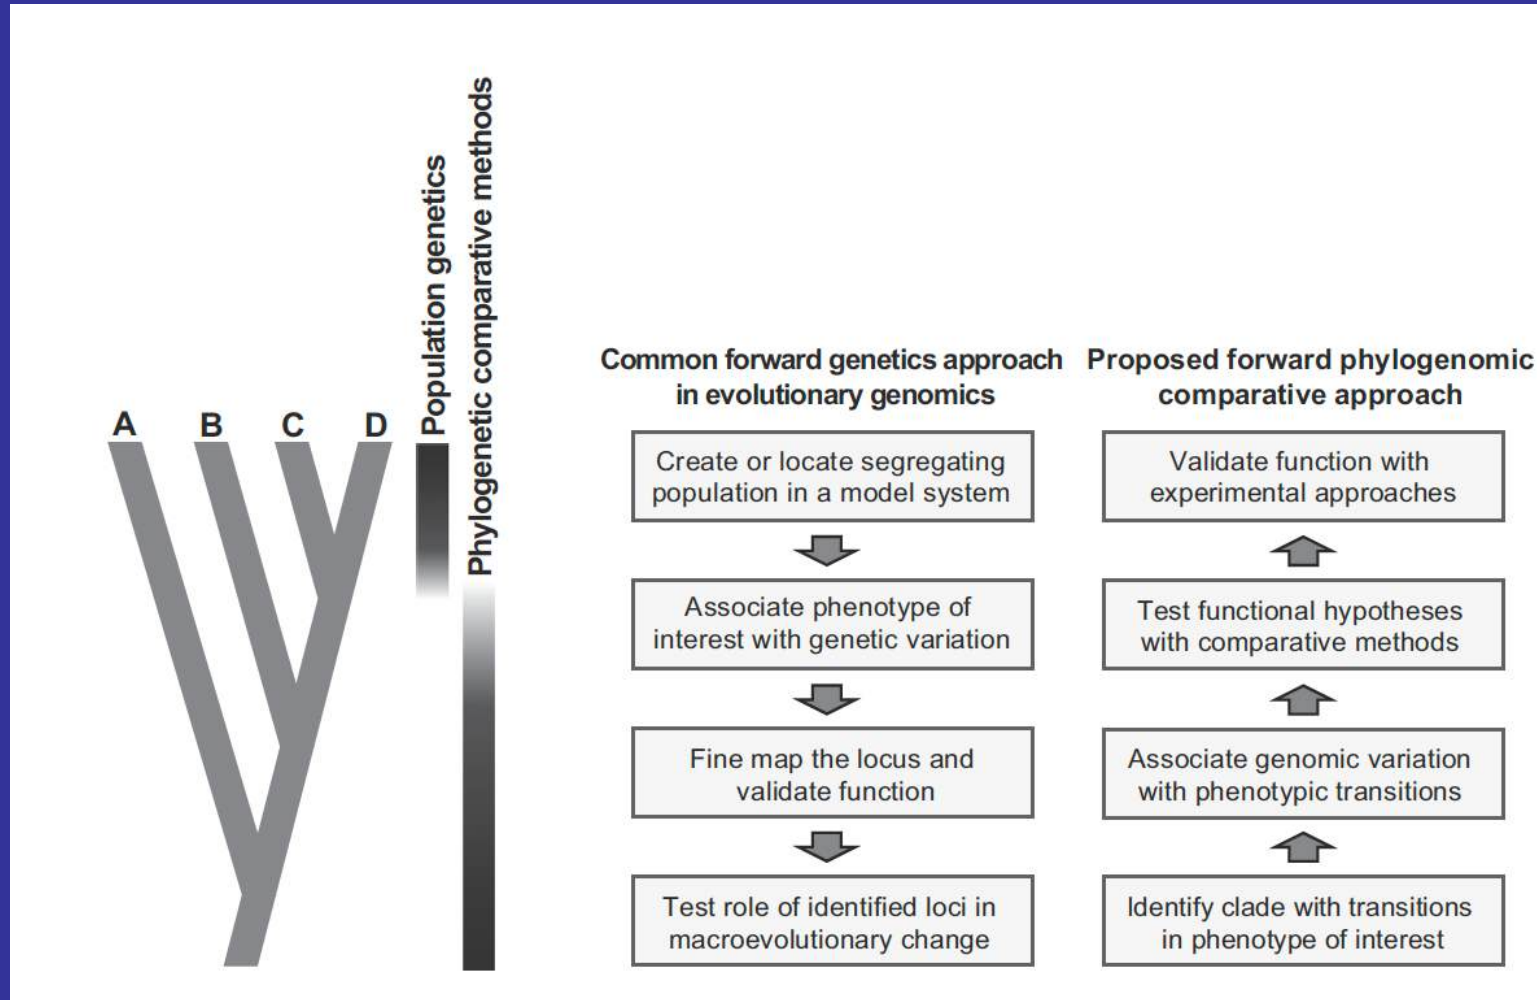 Population genetics
Phylogenetic comparative methods
A B C D
Common forward genetics approach
in evolutionary genomics
Create or locate segregating
population in a model system
Associate phenotype of
interest with genetic variation
Fine map the locus and
validate function
Test role of identified loci in
macroevolutionary change
Proposed forward phylogenomic
comparative approach
Validate function with
experimental approaches
Test functional hypotheses
with comparative methods
Associate genomic variation
with phenotypic transitions
Identify clade with transitions
in phenotype of interest